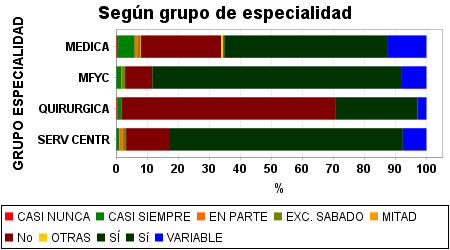 Según grupo de especialidad
GRUPO ESPECIALIDAD
MEDICA
MFYC
QUIRURGICA
SERV CENTR
0 10 20 30 40 50 60 70 80 90 100
%
CASI NUNCA CASI SIEMPRE EN PARTE EXC. SABADO MITAD
No OTRAS SÍ Sí VARIABLE